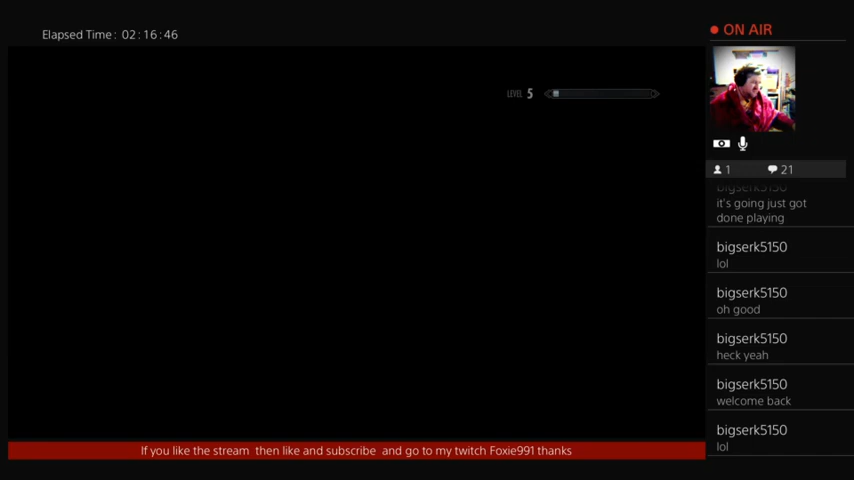 Elapsed Time: 02:16:46
ON AIR
LEVEL 5
1 21
bigserk5150
it's going just got
done playing
bigserk5150
lol
bigserk5150
oh good
bigserk5150
heck yeah
bigserk5150
welcome back
bigserk5150
lol
If you like the stream then like and subscribe and go to my twitch Foxie991 thanks